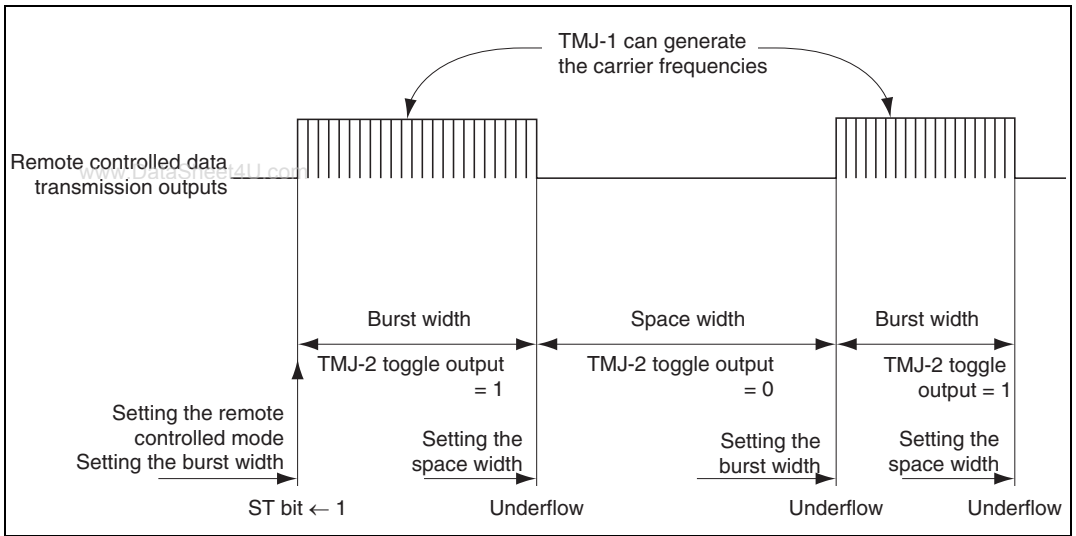 TMJ-1 can generate
the carrier frequencies
Remote controlled data
transmission outputs
www.DataSheet4U.com
Burst width
Space width
Burst width
TMJ-2 toggle output
= 1
TMJ-2 toggle output
= 0
TMJ-2 toggle
output = 1
Setting the remote
controlled mode
Setting the burst width
Setting the
space width
Setting the
burst width
Setting the
space width
ST bit ← 1
Underflow
Underflow
Underflow